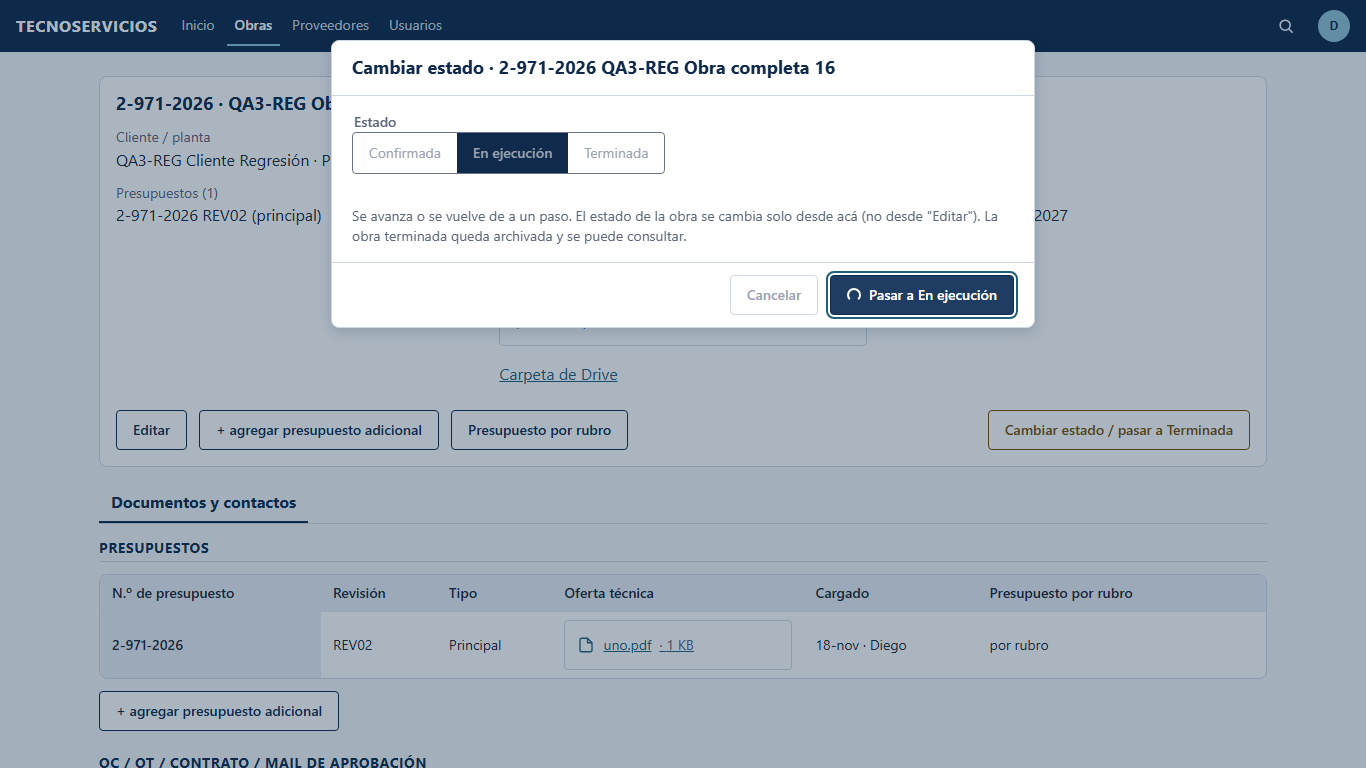 TECNOSERVICIOS Inicio Obras Proveedores Usuarios D
Cambiar estado · 2-971-2026 QA3-REG Obra completa 16
Estado
Confirmada En ejecución Terminada
Se avanza o se vuelve de a un paso. El estado de la obra se cambia solo desde acá (no desde "Editar"). La
obra terminada queda archivada y se puede consultar.
Cancelar Pasar a En ejecución
2-971-2026 · QA3-REG
Cliente / planta
QA3-REG Cliente Regresión ·
Presupuestos (1)
2-971-2026 REV02 (principal)
2027
Carpeta de Drive
Editar + agregar presupuesto adicional Presupuesto por rubro Cambiar estado / pasar a Terminada
Documentos y contactos
PRESUPUESTOS
N.º de presupuesto Revisión Tipo Oferta técnica Cargado Presupuesto por rubro
2-971-2026 REV02 Principal uno.pdf · 1 KB 18-nov · Diego por rubro
+ agregar presupuesto adicional
OC / OT / CONTRATO / MAIL DE APROBACIÓN